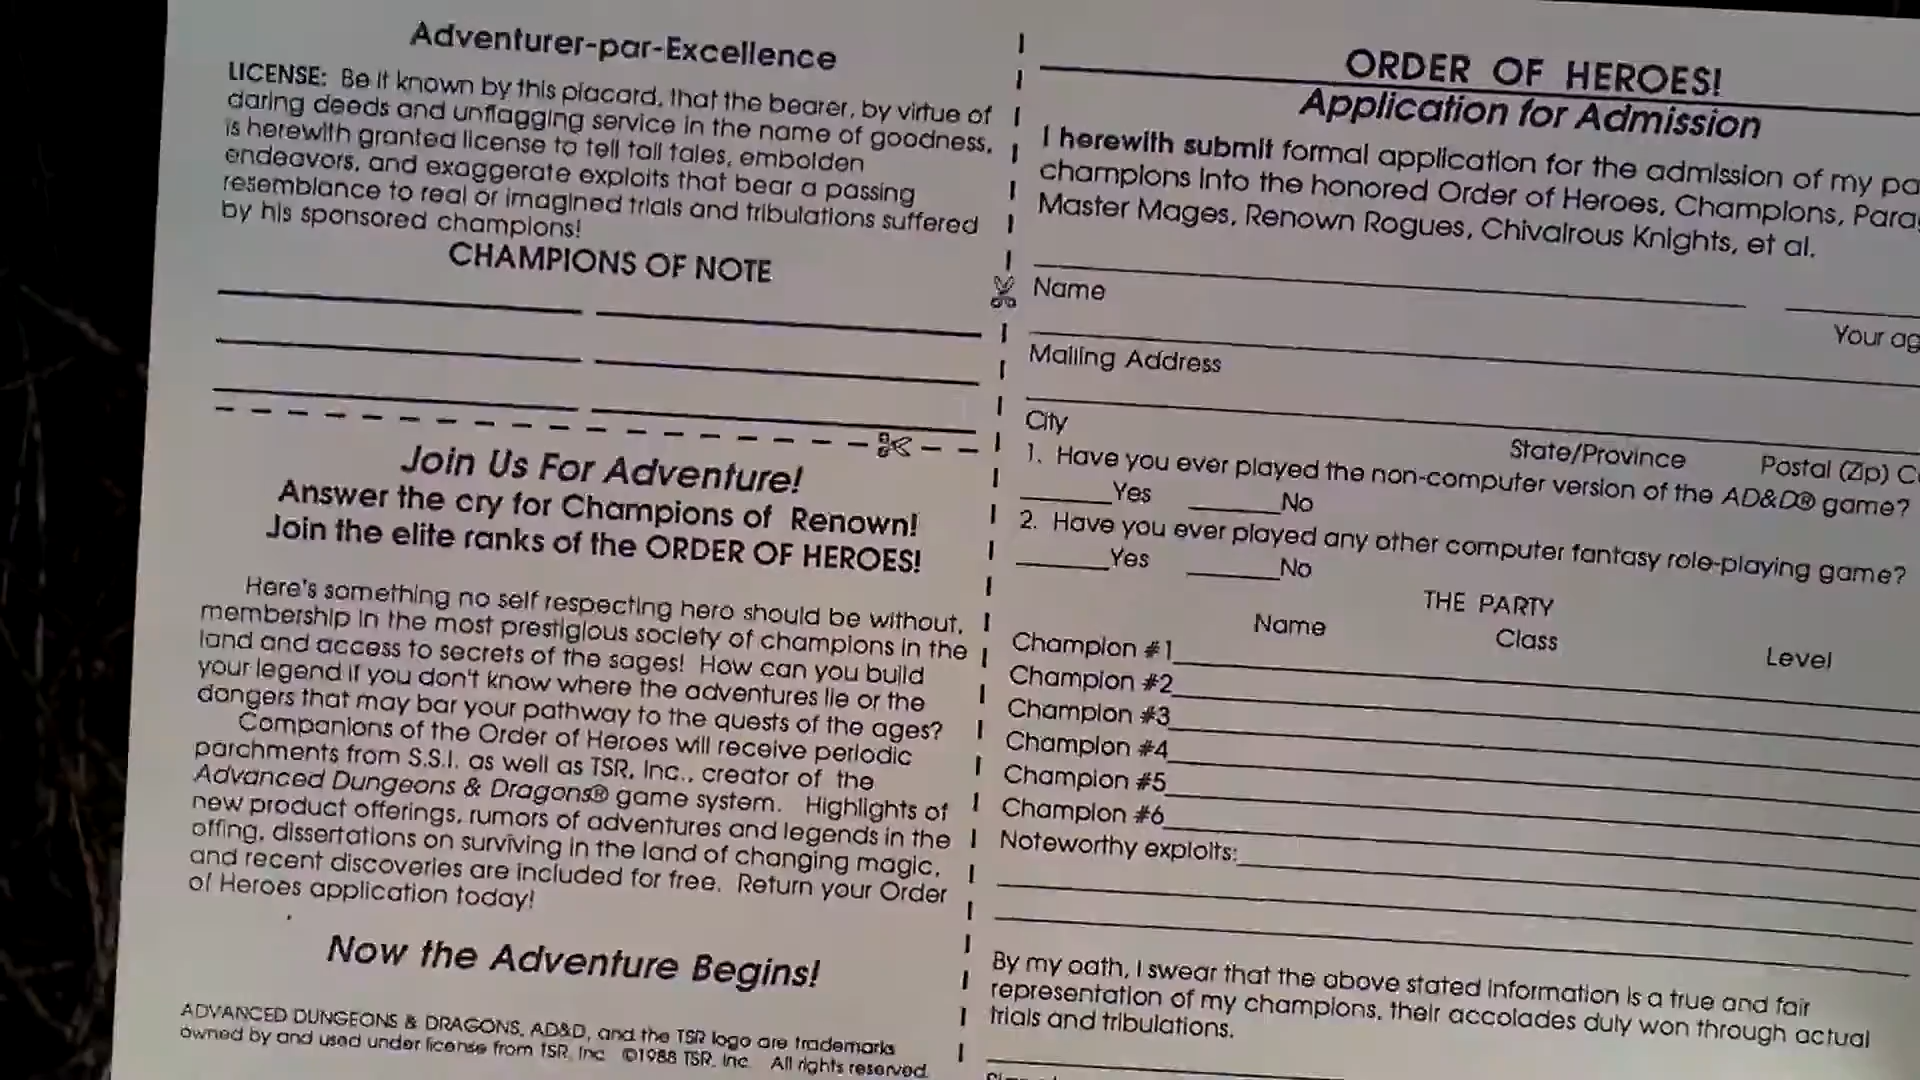 Adventurer-par-Excellence
LICENSE: Be it known by this placard, that the bearer, by virtue of
daring deeds and unflagging service in the name of goodness,
is herewith granted license to tell tall tales, embolden
endeavors, and exaggerate exploits that bear a passing
resemblance to real or imagined trials and tribulations suffered
by his sponsored champions!
CHAMPIONS OF NOTE
Join Us For Adventure!
Answer the cry for Champions of Renown!
Join the elite ranks of the ORDER OF HEROES!
Here's something no self respecting hero should be without,
membership in the most prestigious society of champions in the
land and access to secrets of the sages! How can you build
your legend if you don't know where the adventures lie or the
dangers that may bar your pathway to the quests of the ages?
Companions of the Order of Heroes will receive periodic
parchments from S.S.I. as well as TSR, Inc., creator of the
Advanced Dungeons & Dragons® game system. Highlights of
new product offerings, rumors of adventures and legends in the
offing, dissertations on surviving in the land of changing magic,
and recent discoveries are included for free. Return your Order
of Heroes application today!
Now the Adventure Begins!
ADVANCED DUNGEONS & DRAGONS, AD&D, and the TSR logo are trademarks
owned by and used under license from TSR, Inc. ©1988 TSR, Inc. All rights reserved.
ORDER OF HEROES!
Application for Admission
I herewith submit formal application for the admission of my pa
champions into the honored Order of Heroes, Champions, Para
Master Mages, Renown Rogues, Chivalrous Knights, et al.
Name
Your ag
Mailing Address
City
State/Province
Postal (Zip) C
1. Have you ever played the non-computer version of the AD&D® game?
Yes No
2. Have you ever played any other computer fantasy role-playing game?
Yes No
THE PARTY
Name Class Level
Champion #1
Champion #2
Champion #3
Champion #4
Champion #5
Champion #6
Noteworthy exploits:
By my oath, I swear that the above stated information is a true and fair
representation of my champions, their accolades duly won through actual
trials and tribulations.